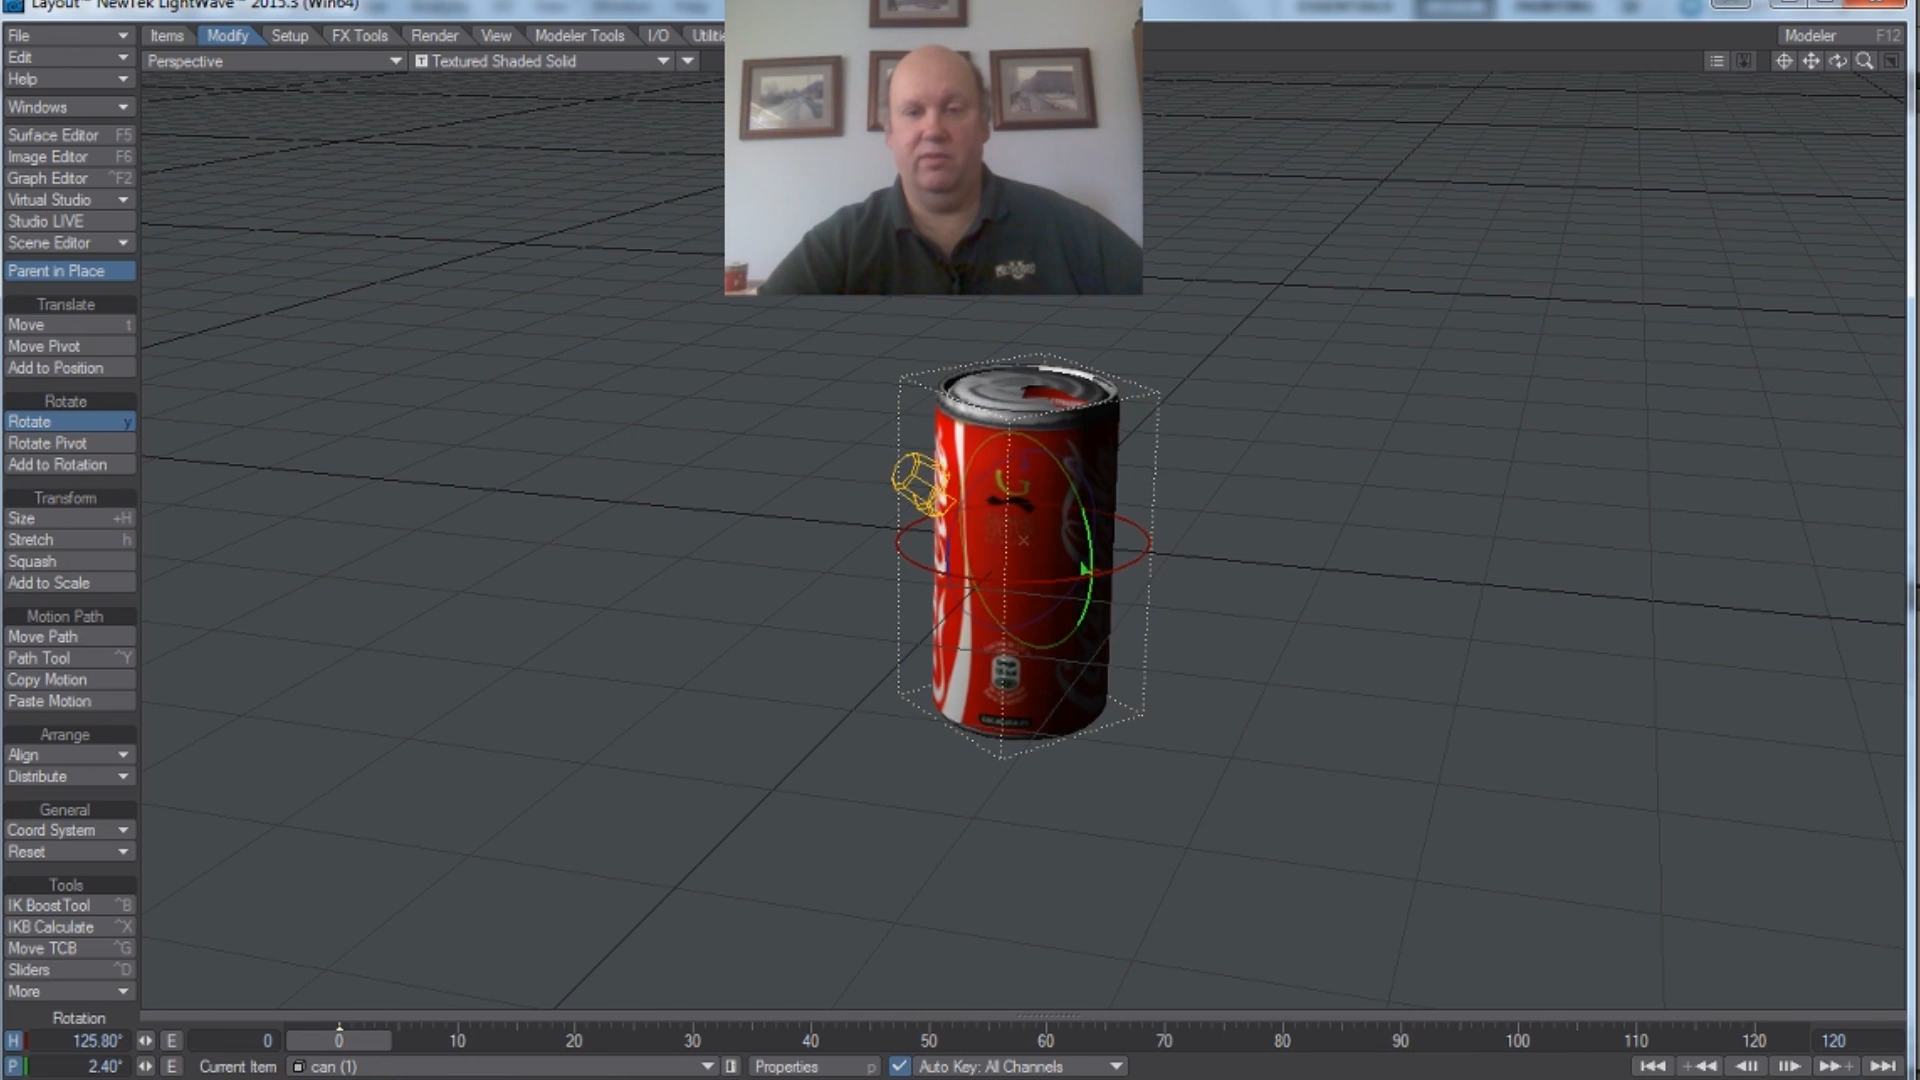 Layout™ NewTek LightWave™ 2015.3 (Win64)
File
Items
Modify
Setup
FX Tools
Render
View
Modeler Tools
I/O
Modeler F12
Edit
Perspective
T Textured Shaded Solid
Help
Windows
Surface Editor F5
Image Editor F6
Graph Editor ^F2
Virtual Studio
Studio LIVE
Scene Editor
Parent in Place
Translate
Move t
Move Pivot
Add to Position
Rotate
Rotate y
Rotate Pivot
Add to Rotation
Transform
Size +H
Stretch h
Squash
Add to Scale
Motion Path
Move Path
Path Tool ^Y
Copy Motion
Paste Motion
Arrange
Align
Distribute
General
Coord System
Reset
Tools
IK BoostTool ^B
IKB Calculate ^X
Move TCB ^G
Sliders ^D
More
Rotation
H 125.80° E 0
0 10 20 30 40 50 60 70 80 90 100 110 120 120
P 2.40° E Current Item can (1) Properties p Auto Key: All Channels